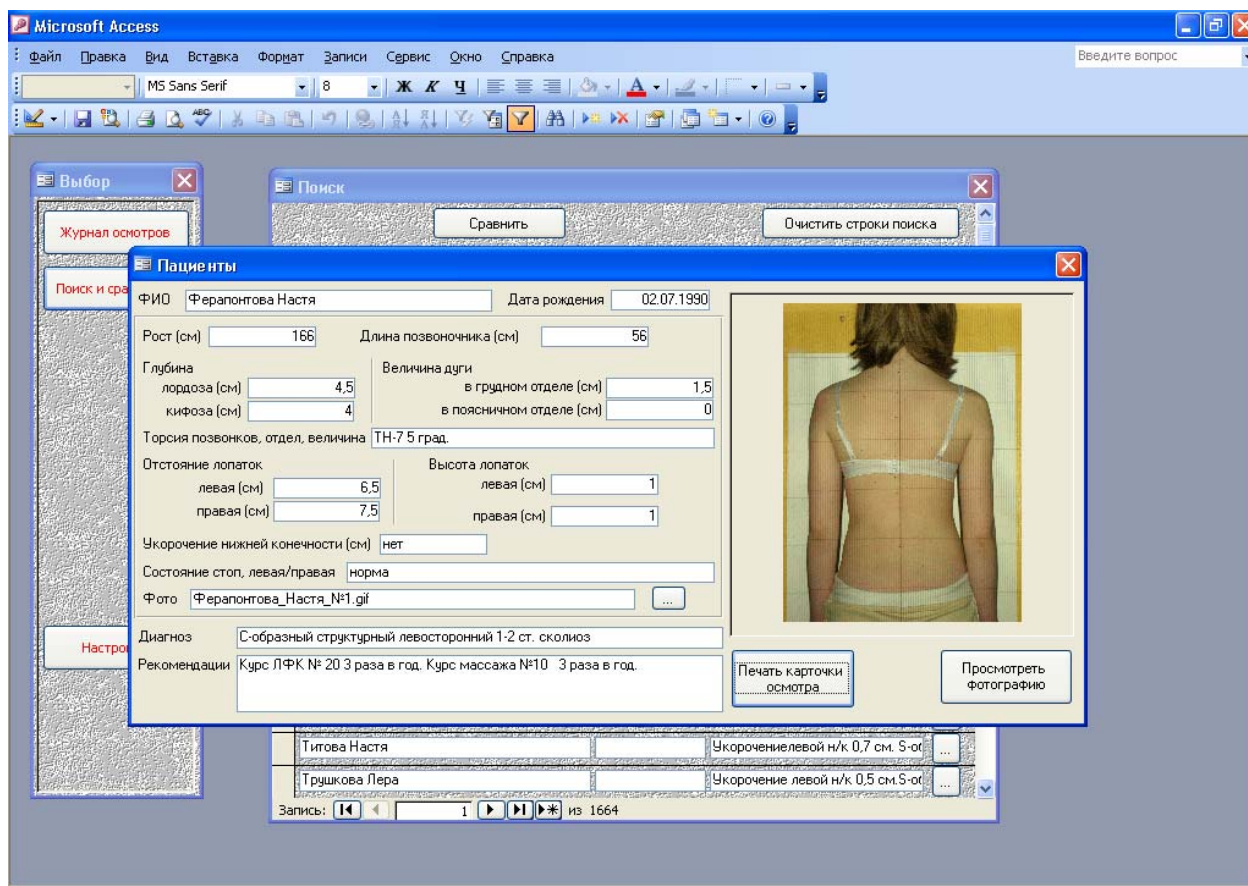 Microsoft Access
Файл Правка Вид Вставка Формат Записи Сервис Окно Справка Введите вопрос
MS Sans Serif 8 Ж К Ч А
Выбор
Поиск
Журнал осмотров
Сравнить Очистить строки поиска
Пациенты
Поиск и сра
ФИО Ферапонтова Настя Дата рождения 02.07.1990
Рост (см) 166 Длина позвоночника (см) 56
Глубина Величина дуги
лордоза (см) 4,5 в грудном отделе (см) 1,5
кифоза (см) 4 в поясничном отделе (см) 0
Торсия позвонков, отдел, величина ТН-7 5 град.
Отстояние лопаток Высота лопаток
левая (см) 6,5 левая (см) 1
правая (см) 7,5 правая (см) 1
Укорочение нижней конечности (см) нет
Состояние стоп, левая/правая норма
Фото Ферапонтова_Настя_№1.gif ...
Диагноз С-образный структурный левосторонний 1-2 ст. сколиоз
Настро
Рекомендации Курс ЛФК № 20 3 раза в год. Курс массажа №10 3 раза в год.
Печать карточки
осмотра
Просмотреть
фотографию
Титова Настя Укорочениелевой н/к 0,7 см. S-о ...
Трушкова Лера Укорочение левой н/к 0,5 см.S-о ...
Запись: 1 из 1664